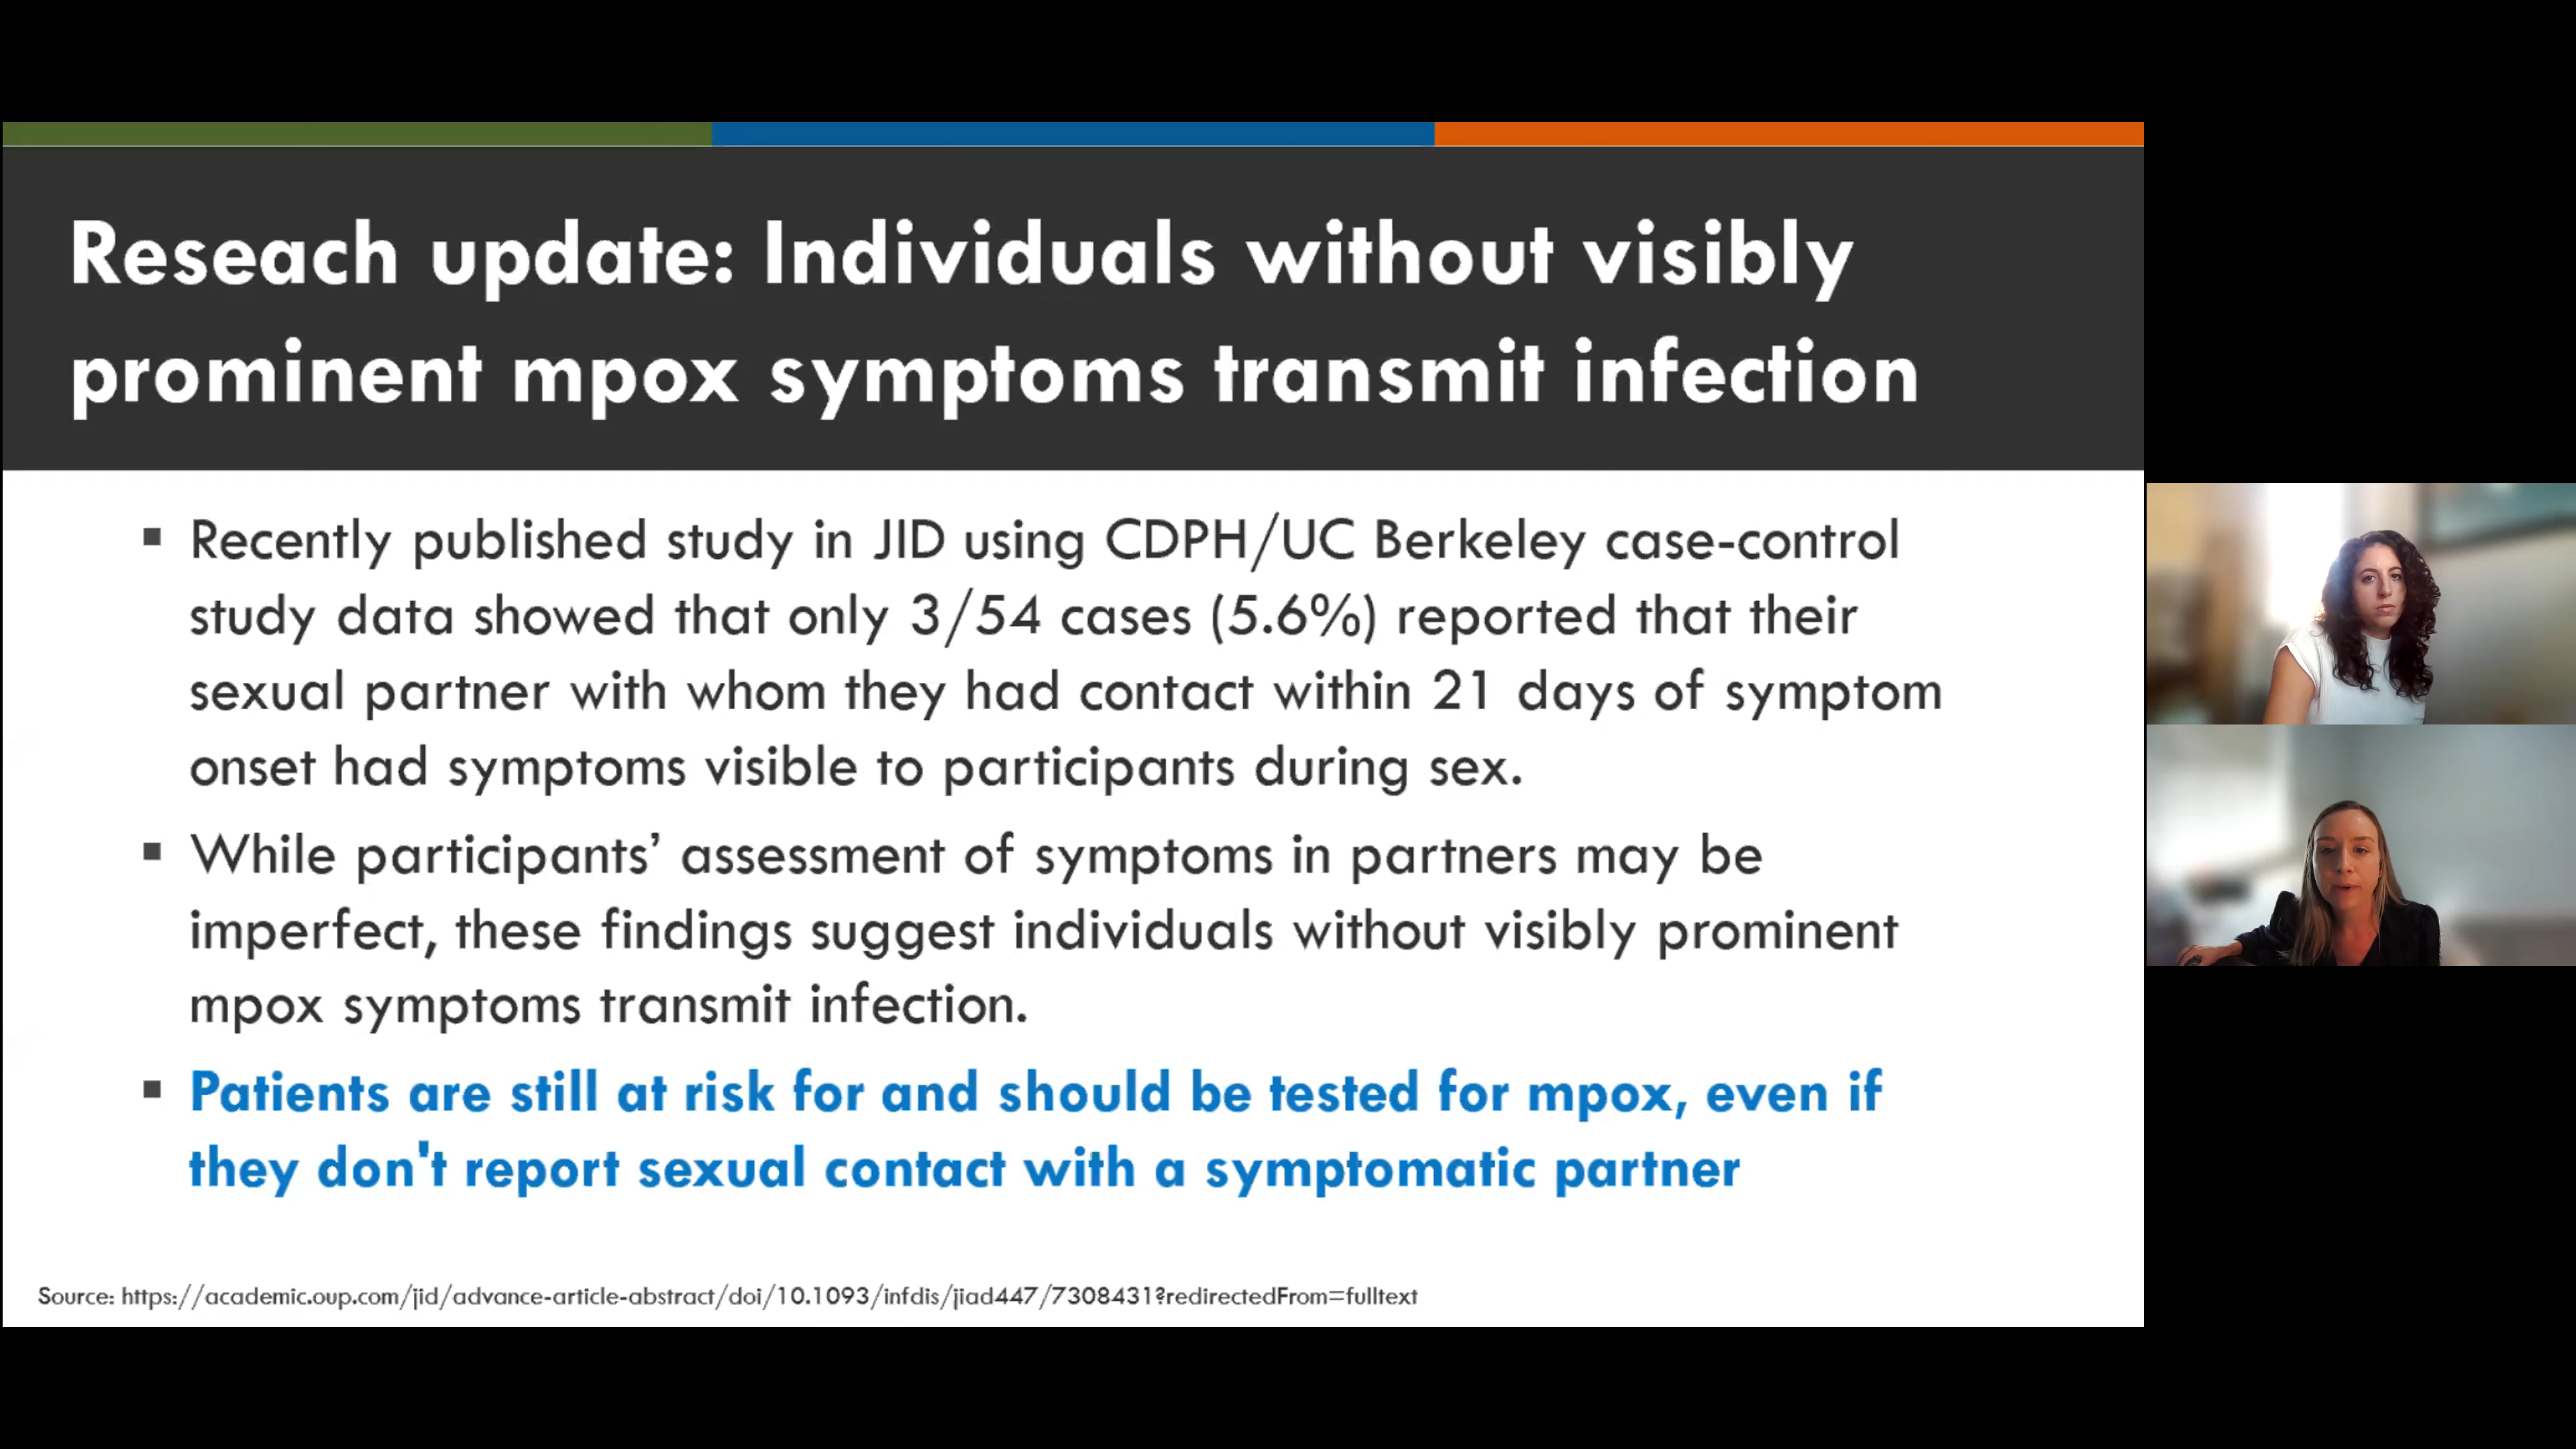 Reseach update: Individuals without visibly
prominent mpox symptoms transmit infection
▪ Recently published study in JID using CDPH/UC Berkeley case-control
study data showed that only 3/54 cases (5.6%) reported that their
sexual partner with whom they had contact within 21 days of symptom
onset had symptoms visible to participants during sex.
▪ While participants’ assessment of symptoms in partners may be
imperfect, these findings suggest individuals without visibly prominent
mpox symptoms transmit infection.
▪ Patients are still at risk for and should be tested for mpox, even if
they don't report sexual contact with a symptomatic partner
Source: https://academic.oup.com/jid/advance-article-abstract/doi/10.1093/infdis/jiad447/7308431?redirectedFrom=fulltext